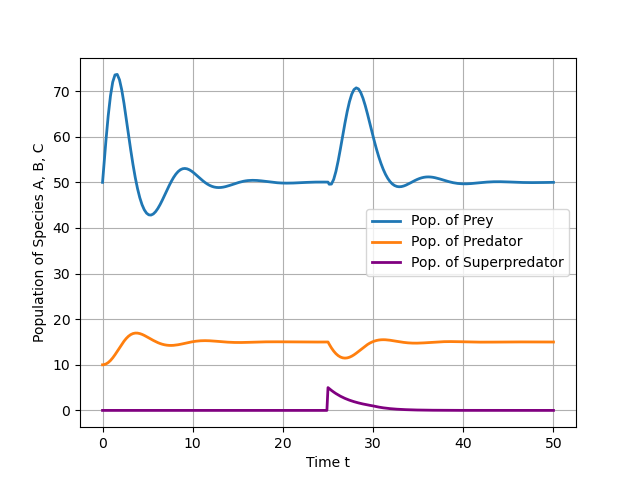 Population of Species A, B, C
70
60
50
40
30
20
10
0
Pop. of Prey
Pop. of Predator
Pop. of Superpredator
0 10 20 30 40 50
Time t